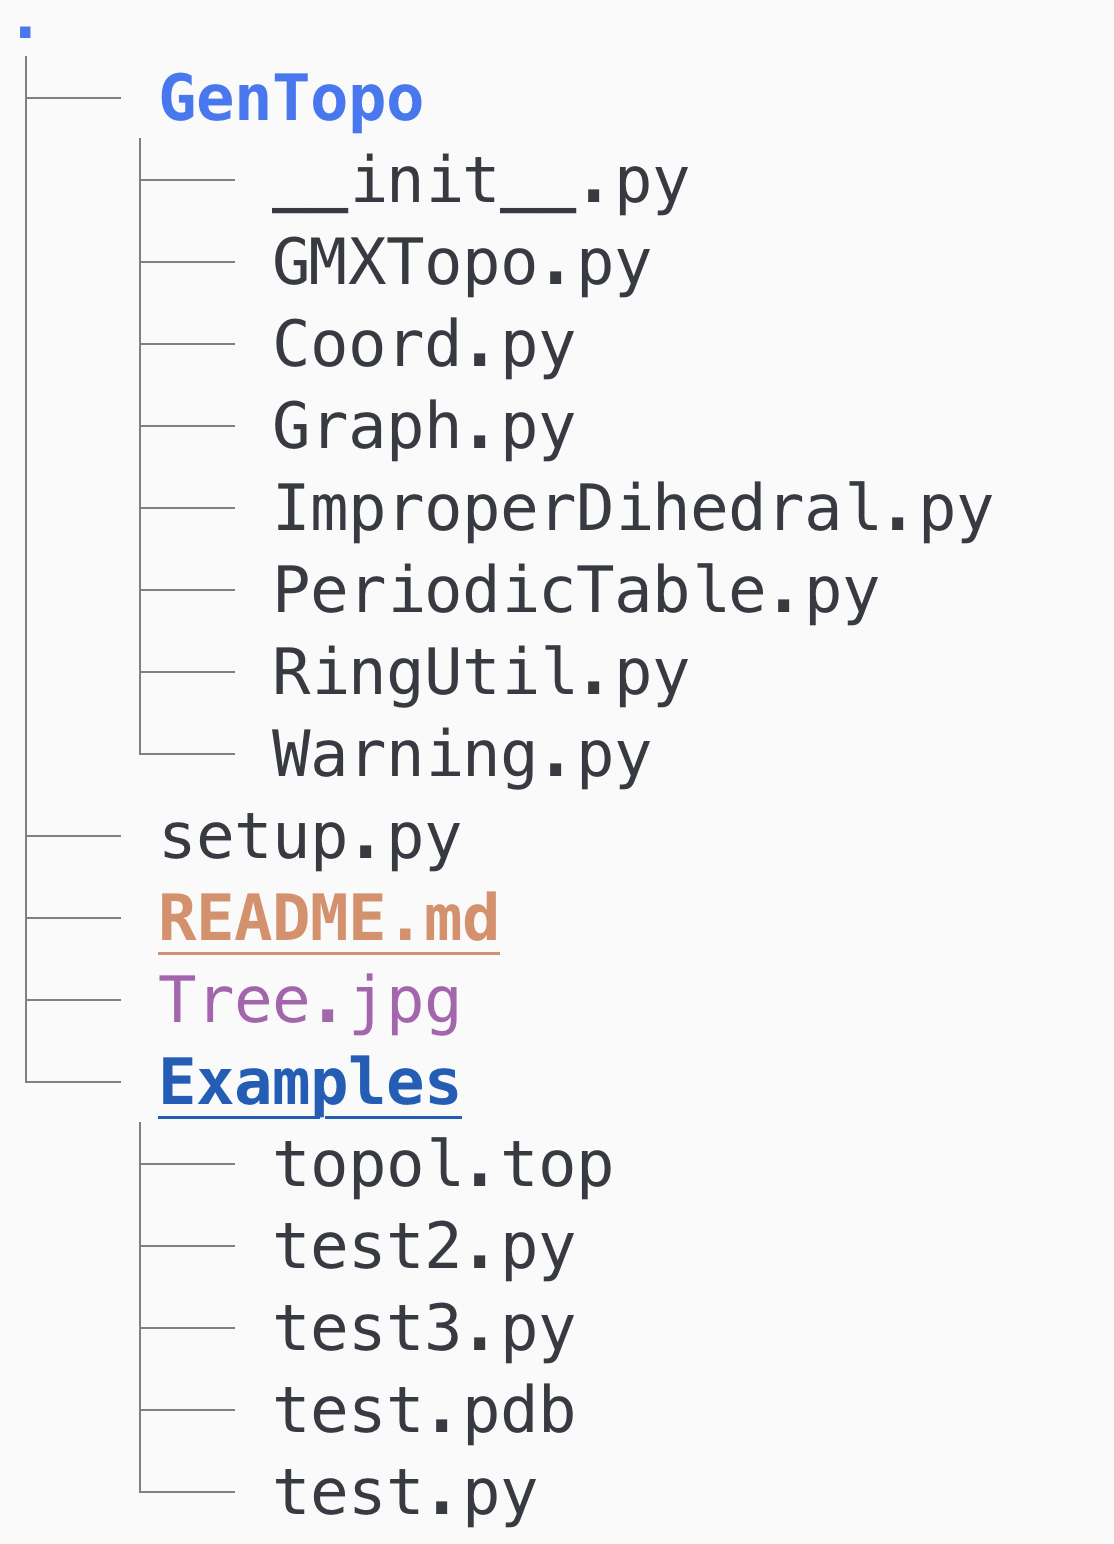 .
GenTopo
__init__.py
GMXTopo.py
Coord.py
Graph.py
ImproperDihedral.py
PeriodicTable.py
RingUtil.py
Warning.py
setup.py
README.md
Tree.jpg
Examples
topol.top
test2.py
test3.py
test.pdb
test.py